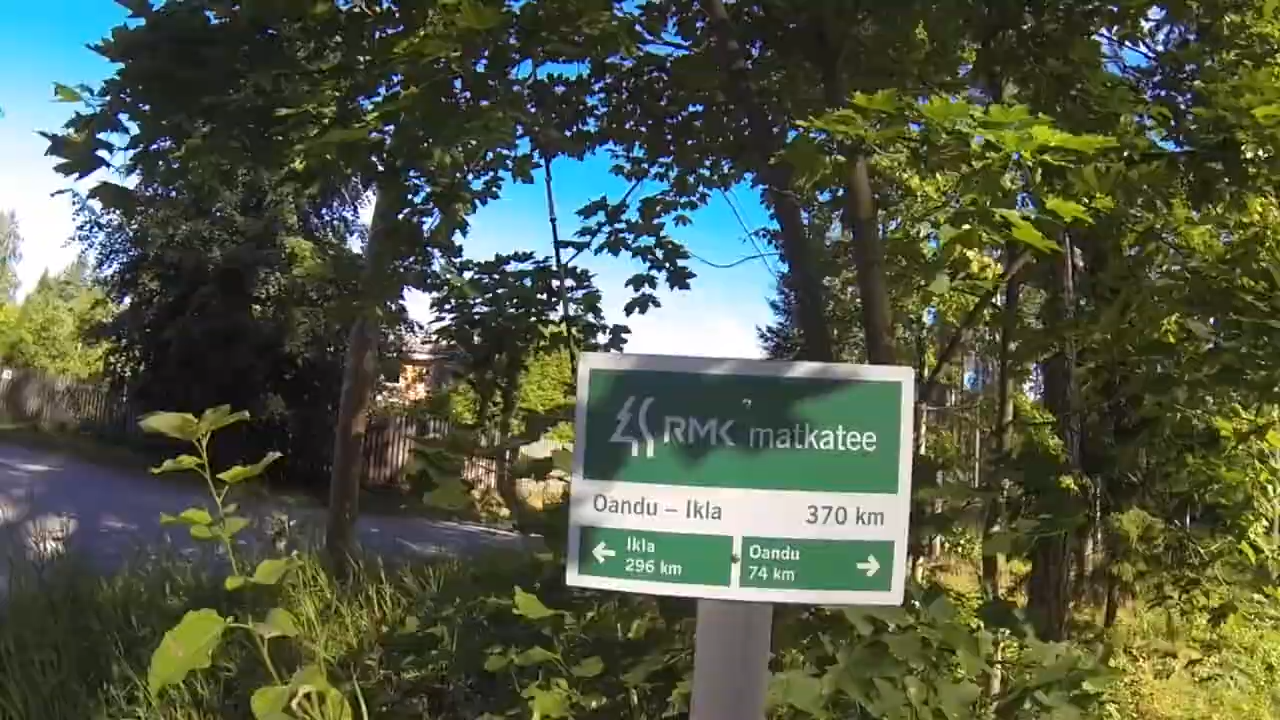 RMK matkatee
Oandu – Ikla 370 km
← Ikla
296 km
Oandu →
74 km